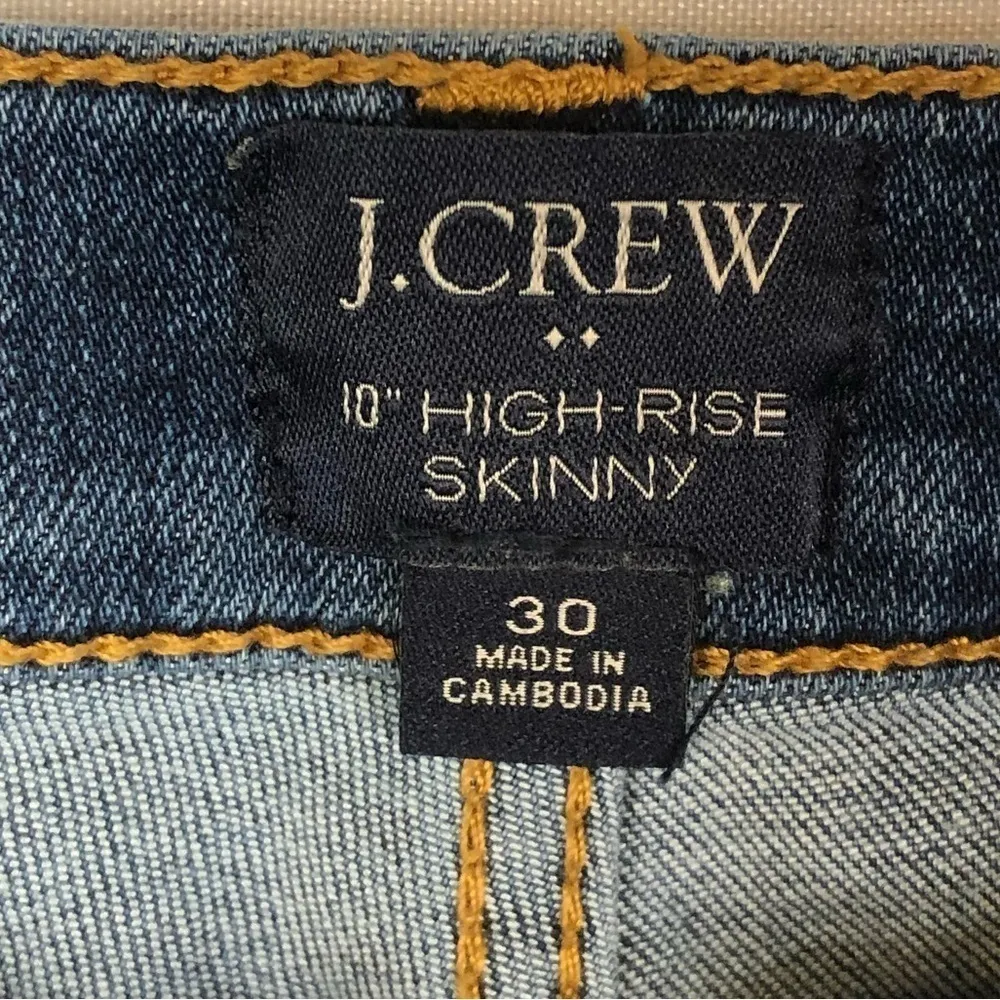 J.CREW
10" HIGH-RISE
SKINNY
30
MADE IN
CAMBODIA